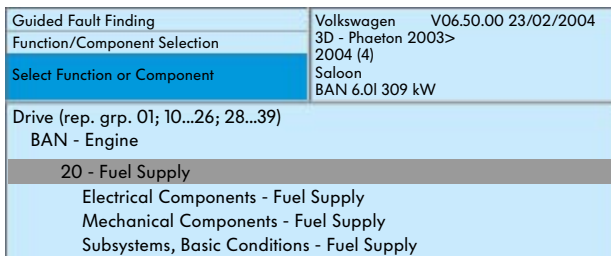 Guided Fault Finding
Function/Component Selection
Select Function or Component
Volkswagen V06.50.00 23/02/2004
3D - Phaeton 2003>
2004 (4)
Saloon
BAN 6.0l 309 kW
Drive (rep. grp. 01; 10...26; 28...39)
BAN - Engine
20 - Fuel Supply
Electrical Components - Fuel Supply
Mechanical Components - Fuel Supply
Subsystems, Basic Conditions - Fuel Supply